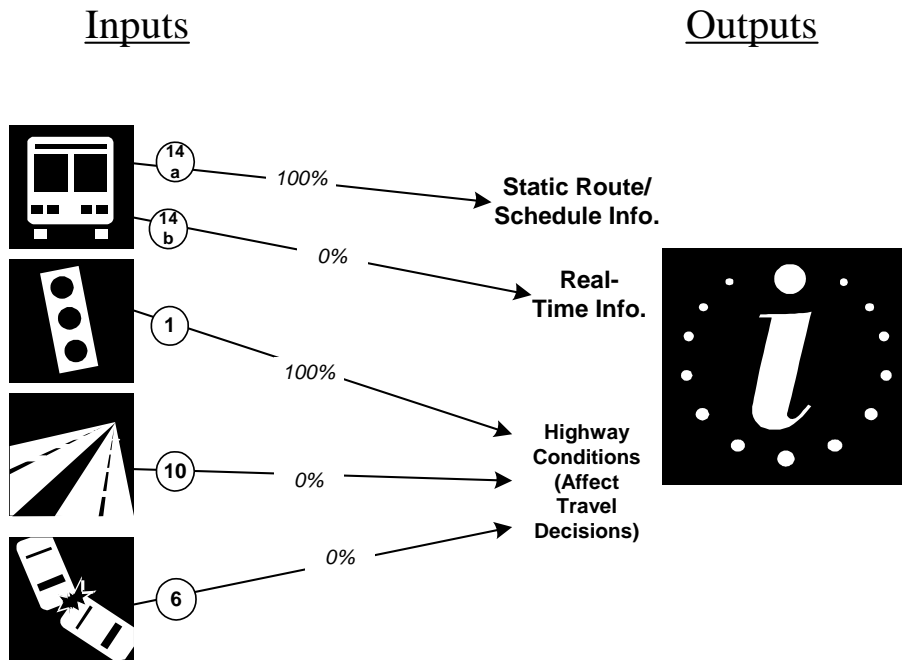 Inputs
Outputs
14
a
100%
Static Route/
Schedule Info.
14
b
0%
Real-
Time Info.
1
100%
Highway
Conditions
(Affect
Travel
Decisions)
10
0%
6
0%
i